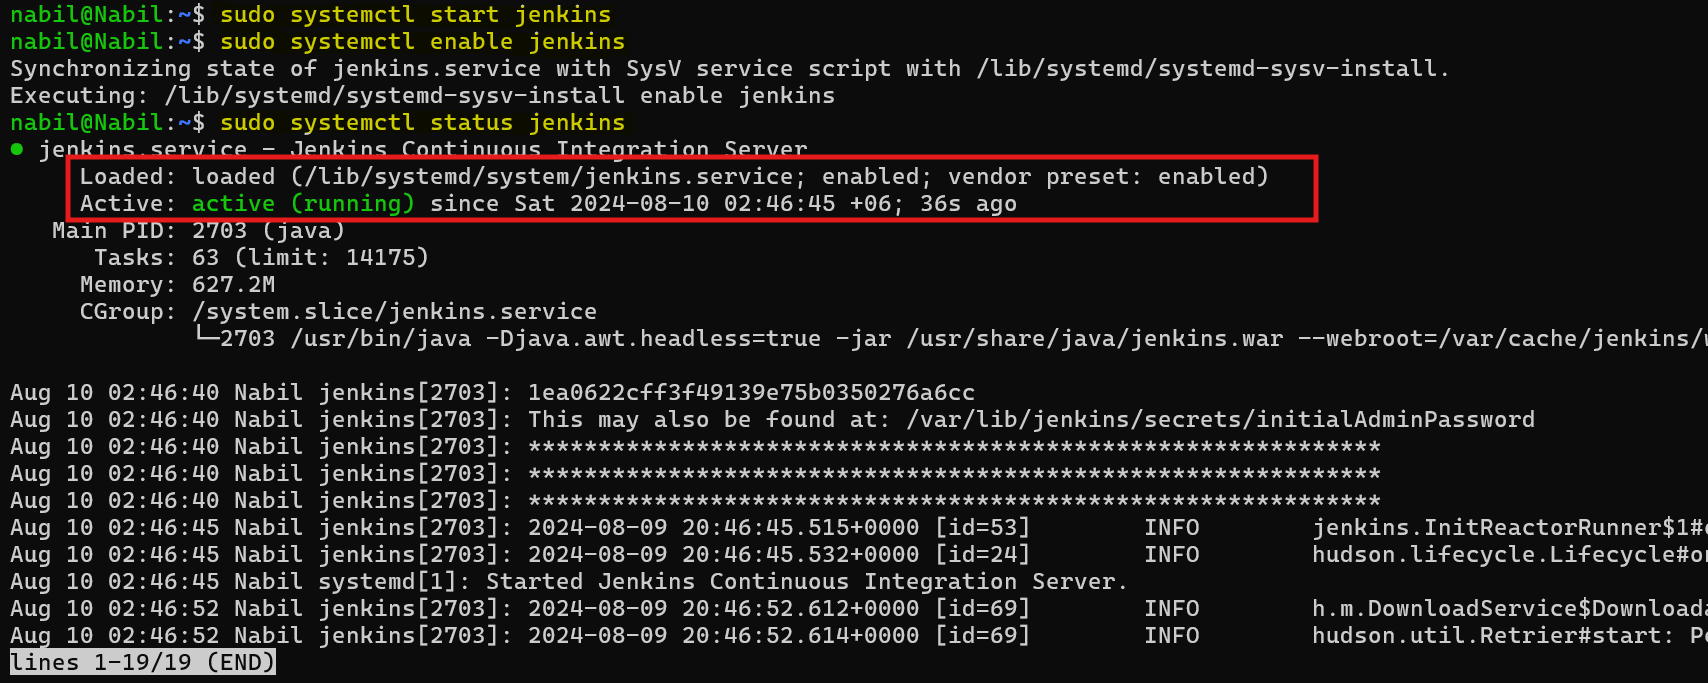 nabil@Nabil:~$ sudo systemctl start jenkins
nabil@Nabil:~$ sudo systemctl enable jenkins
Synchronizing state of jenkins.service with SysV service script with /lib/systemd/systemd-sysv-install.
Executing: /lib/systemd/systemd-sysv-install enable jenkins
nabil@Nabil:~$ sudo systemctl status jenkins
● jenkins.service - Jenkins Continuous Integration Server
Loaded: loaded (/lib/systemd/system/jenkins.service; enabled; vendor preset: enabled)
Active: active (running) since Sat 2024-08-10 02:46:45 +06; 36s ago
Main PID: 2703 (java)
Tasks: 63 (limit: 14175)
Memory: 627.2M
CGroup: /system.slice/jenkins.service
└─2703 /usr/bin/java -Djava.awt.headless=true -jar /usr/share/java/jenkins.war --webroot=/var/cache/jenkins/
Aug 10 02:46:40 Nabil jenkins[2703]: 1ea0622cff3f49139e75b0350276a6cc
Aug 10 02:46:40 Nabil jenkins[2703]: This may also be found at: /var/lib/jenkins/secrets/initialAdminPassword
Aug 10 02:46:40 Nabil jenkins[2703]: *************************************************************
Aug 10 02:46:40 Nabil jenkins[2703]: *************************************************************
Aug 10 02:46:40 Nabil jenkins[2703]: *************************************************************
Aug 10 02:46:45 Nabil jenkins[2703]: 2024-08-09 20:46:45.515+0000 [id=53] INFO jenkins.InitReactorRunner$1#
Aug 10 02:46:45 Nabil jenkins[2703]: 2024-08-09 20:46:45.532+0000 [id=24] INFO hudson.lifecycle.Lifecycle#o
Aug 10 02:46:45 Nabil systemd[1]: Started Jenkins Continuous Integration Server.
Aug 10 02:46:52 Nabil jenkins[2703]: 2024-08-09 20:46:52.612+0000 [id=69] INFO h.m.DownloadService$Download
Aug 10 02:46:52 Nabil jenkins[2703]: 2024-08-09 20:46:52.614+0000 [id=69] INFO hudson.util.Retrier#start: P
lines 1-19/19 (END)